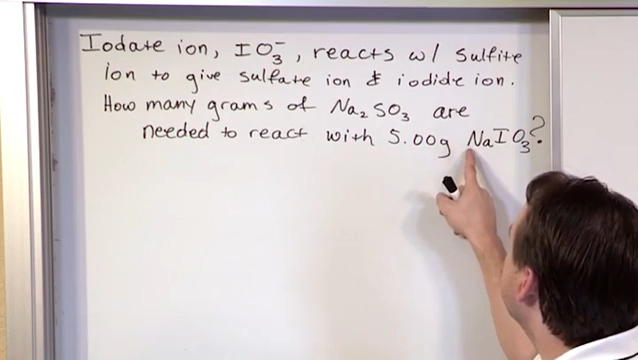 Iodate ion, IO₃⁻, reacts w/ sulfite
ion to give sulfate ion & iodide ion.
How many grams of Na₂SO₃ are
needed to react with 5.00g NaIO₃?